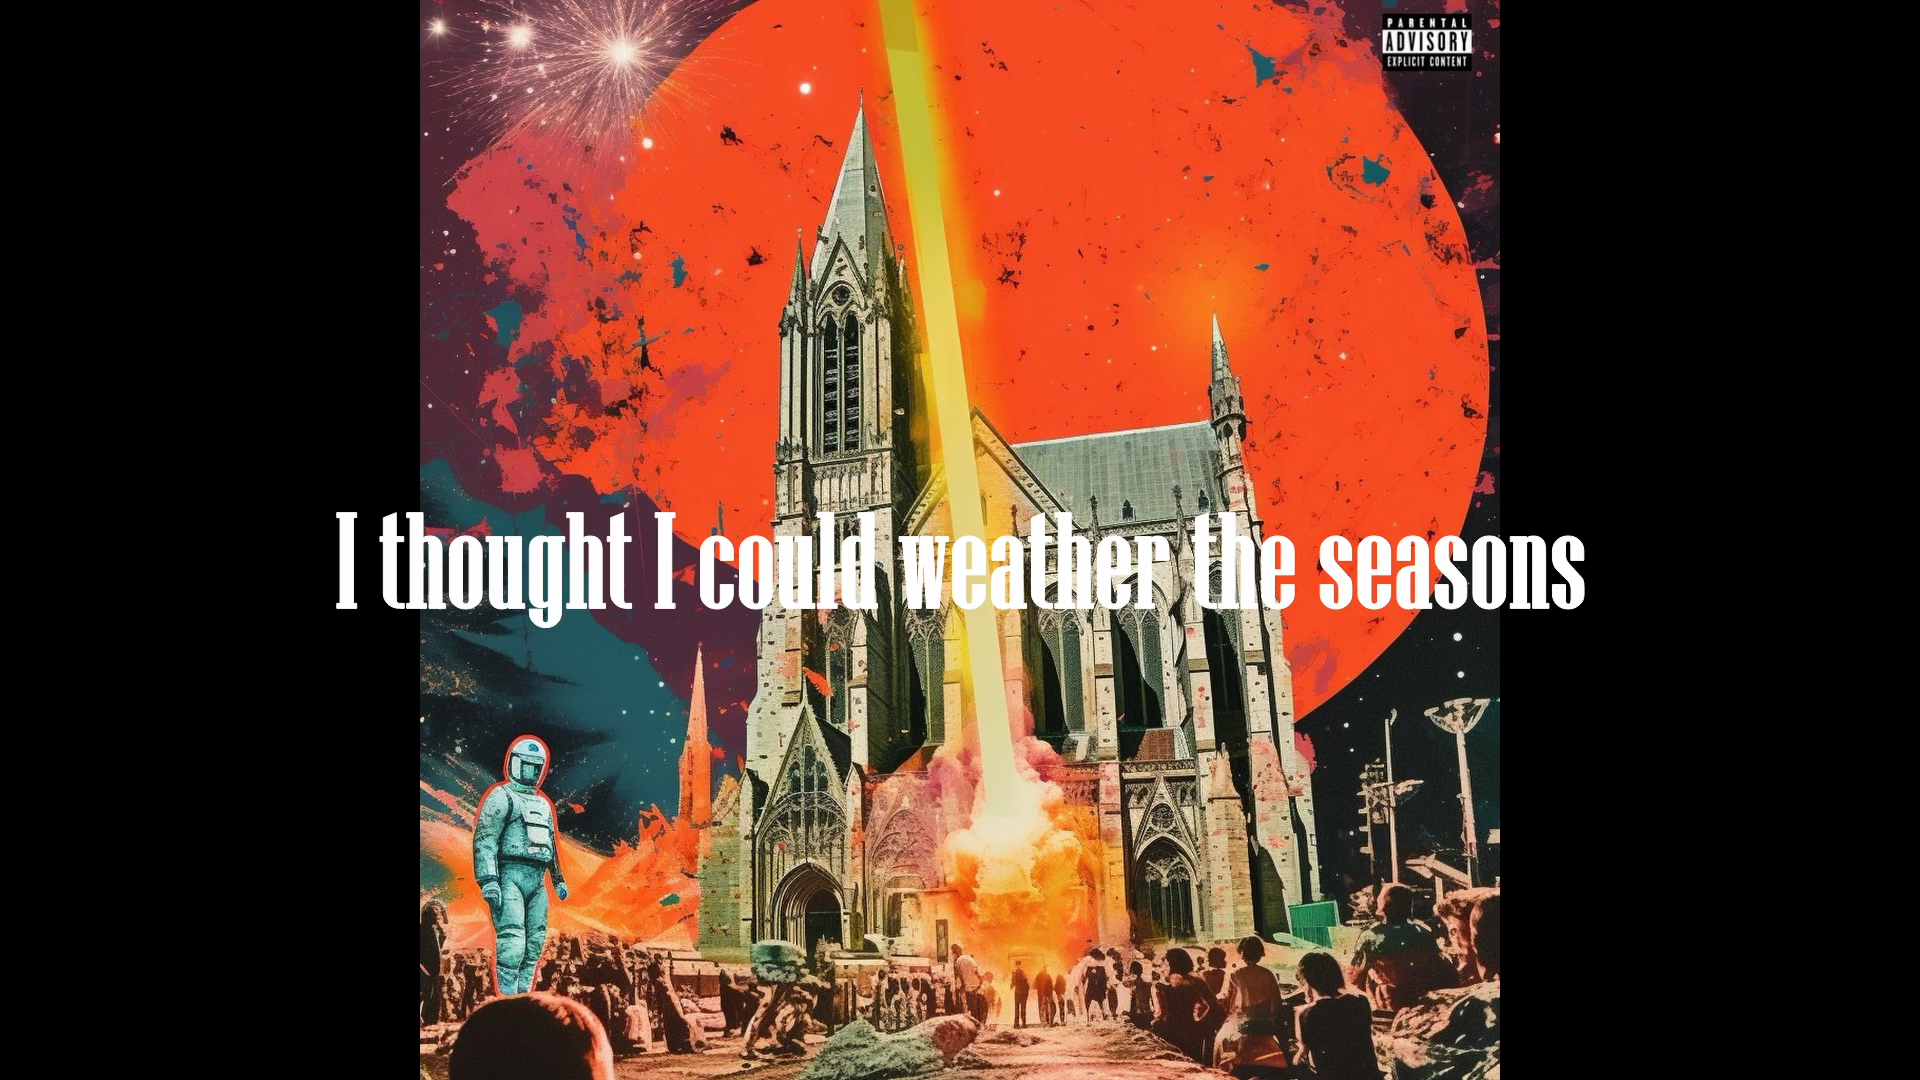 PARENTAL
ADVISORY
EXPLICIT CONTENT
I thought I could weather the seasons